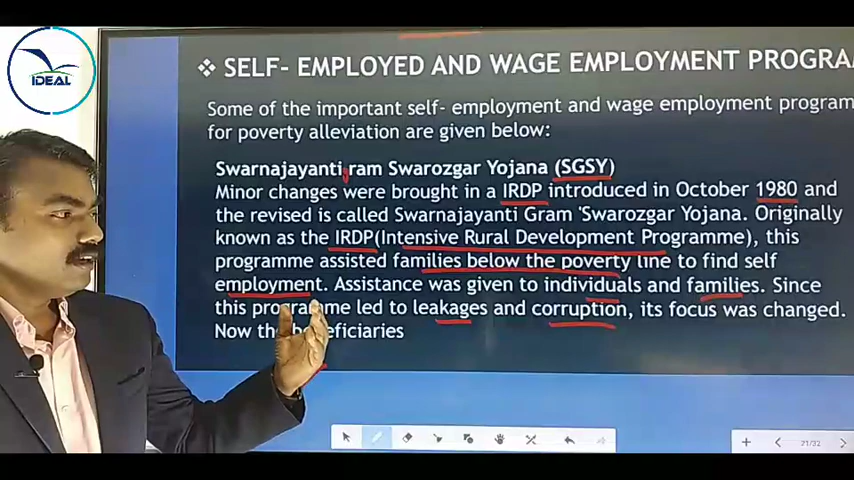 IDEAL
❖ SELF- EMPLOYED AND WAGE EMPLOYMENT PROGRA
Some of the important self- employment and wage employment program
for poverty alleviation are given below:
Swarnajayanti ram Swarozgar Yojana (SGSY)
Minor changes were brought in a IRDP introduced in October 1980 and
the revised is called Swarnajayanti Gram 'Swarozgar Yojana. Originally
known as the IRDP(Intensive Rural Development Programme), this
programme assisted families below the poverty line to find self
employment. Assistance was given to individuals and families. Since
this programme led to leakages and corruption, its focus was changed.
Now the beneficiaries
21/32